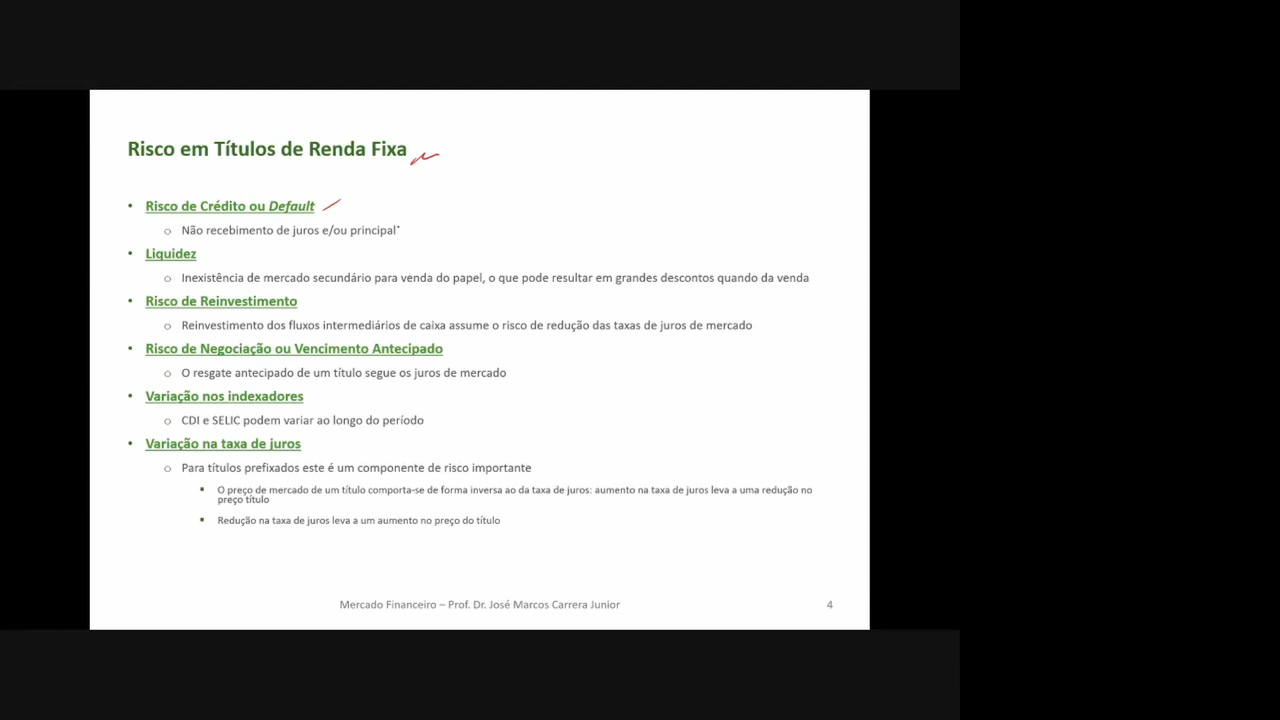 Risco em Títulos de Renda Fixa
• Risco de Crédito ou Default
o Não recebimento de juros e/ou principal
• Liquidez
o Inexistência de mercado secundário para venda do papel, o que pode resultar em grandes descontos quando da venda
• Risco de Reinvestimento
o Reinvestimento dos fluxos intermediários de caixa assume o risco de redução das taxas de juros de mercado
• Risco de Negociação ou Vencimento Antecipado
o O resgate antecipado de um título segue os juros de mercado
• Variação nos indexadores
o CDI e SELIC podem variar ao longo do período
• Variação na taxa de juros
o Para títulos prefixados este é um componente de risco importante
▪ O preço de mercado de um título comporta-se de forma inversa ao da taxa de juros: aumento na taxa de juros leva a uma redução no
preço título
▪ Redução na taxa de juros leva a um aumento no preço do título
Mercado Financeiro – Prof. Dr. José Marcos Carrera Junior
4